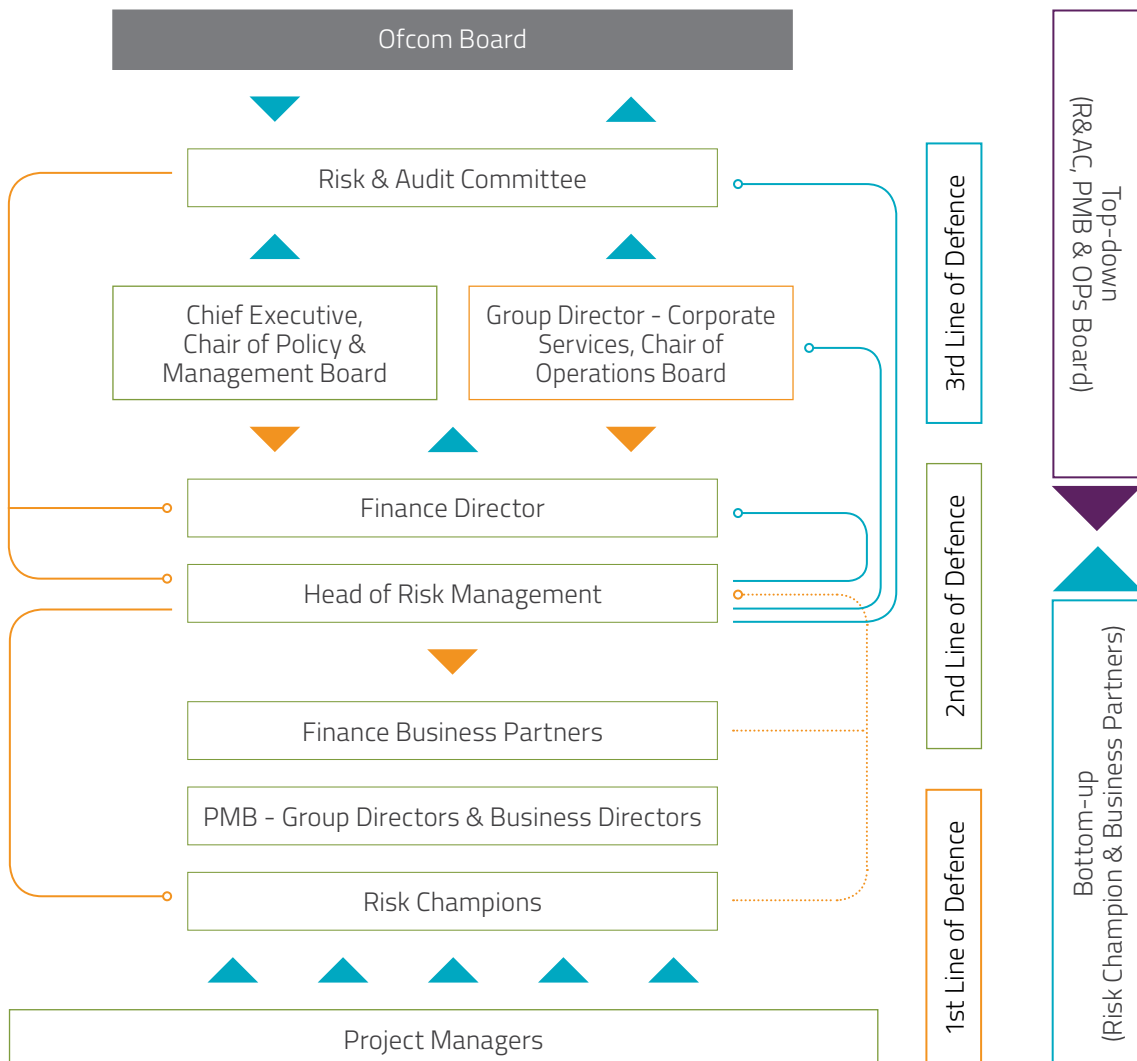 Ofcom Board
Risk & Audit Committee
Chief Executive,
Chair of Policy &
Management Board
Group Director - Corporate
Services, Chair of
Operations Board
Finance Director
Head of Risk Management
Finance Business Partners
PMB - Group Directors & Business Directors
Risk Champions
Project Managers
3rd Line of Defence
2nd Line of Defence
1st Line of Defence
Top-down
(R&AC, PMB & OPs Board)
Bottom-up
(Risk Champion & Business Partners)